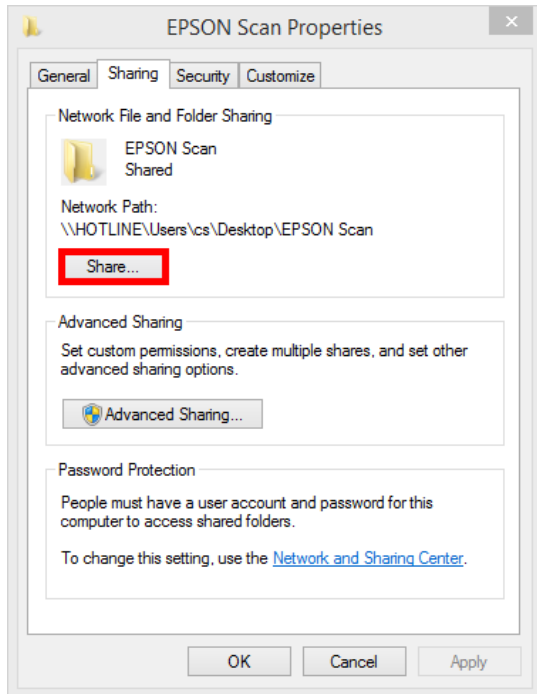 EPSON Scan Properties
General Sharing Security Customize
Network File and Folder Sharing
EPSON Scan
Shared
Network Path:
\\HOTLINE\Users\cs\Desktop\EPSON Scan
Share...
Advanced Sharing
Set custom permissions, create multiple shares, and set other
advanced sharing options.
Advanced Sharing...
Password Protection
People must have a user account and password for this
computer to access shared folders.
To change this setting, use the Network and Sharing Center.
OK Cancel Apply